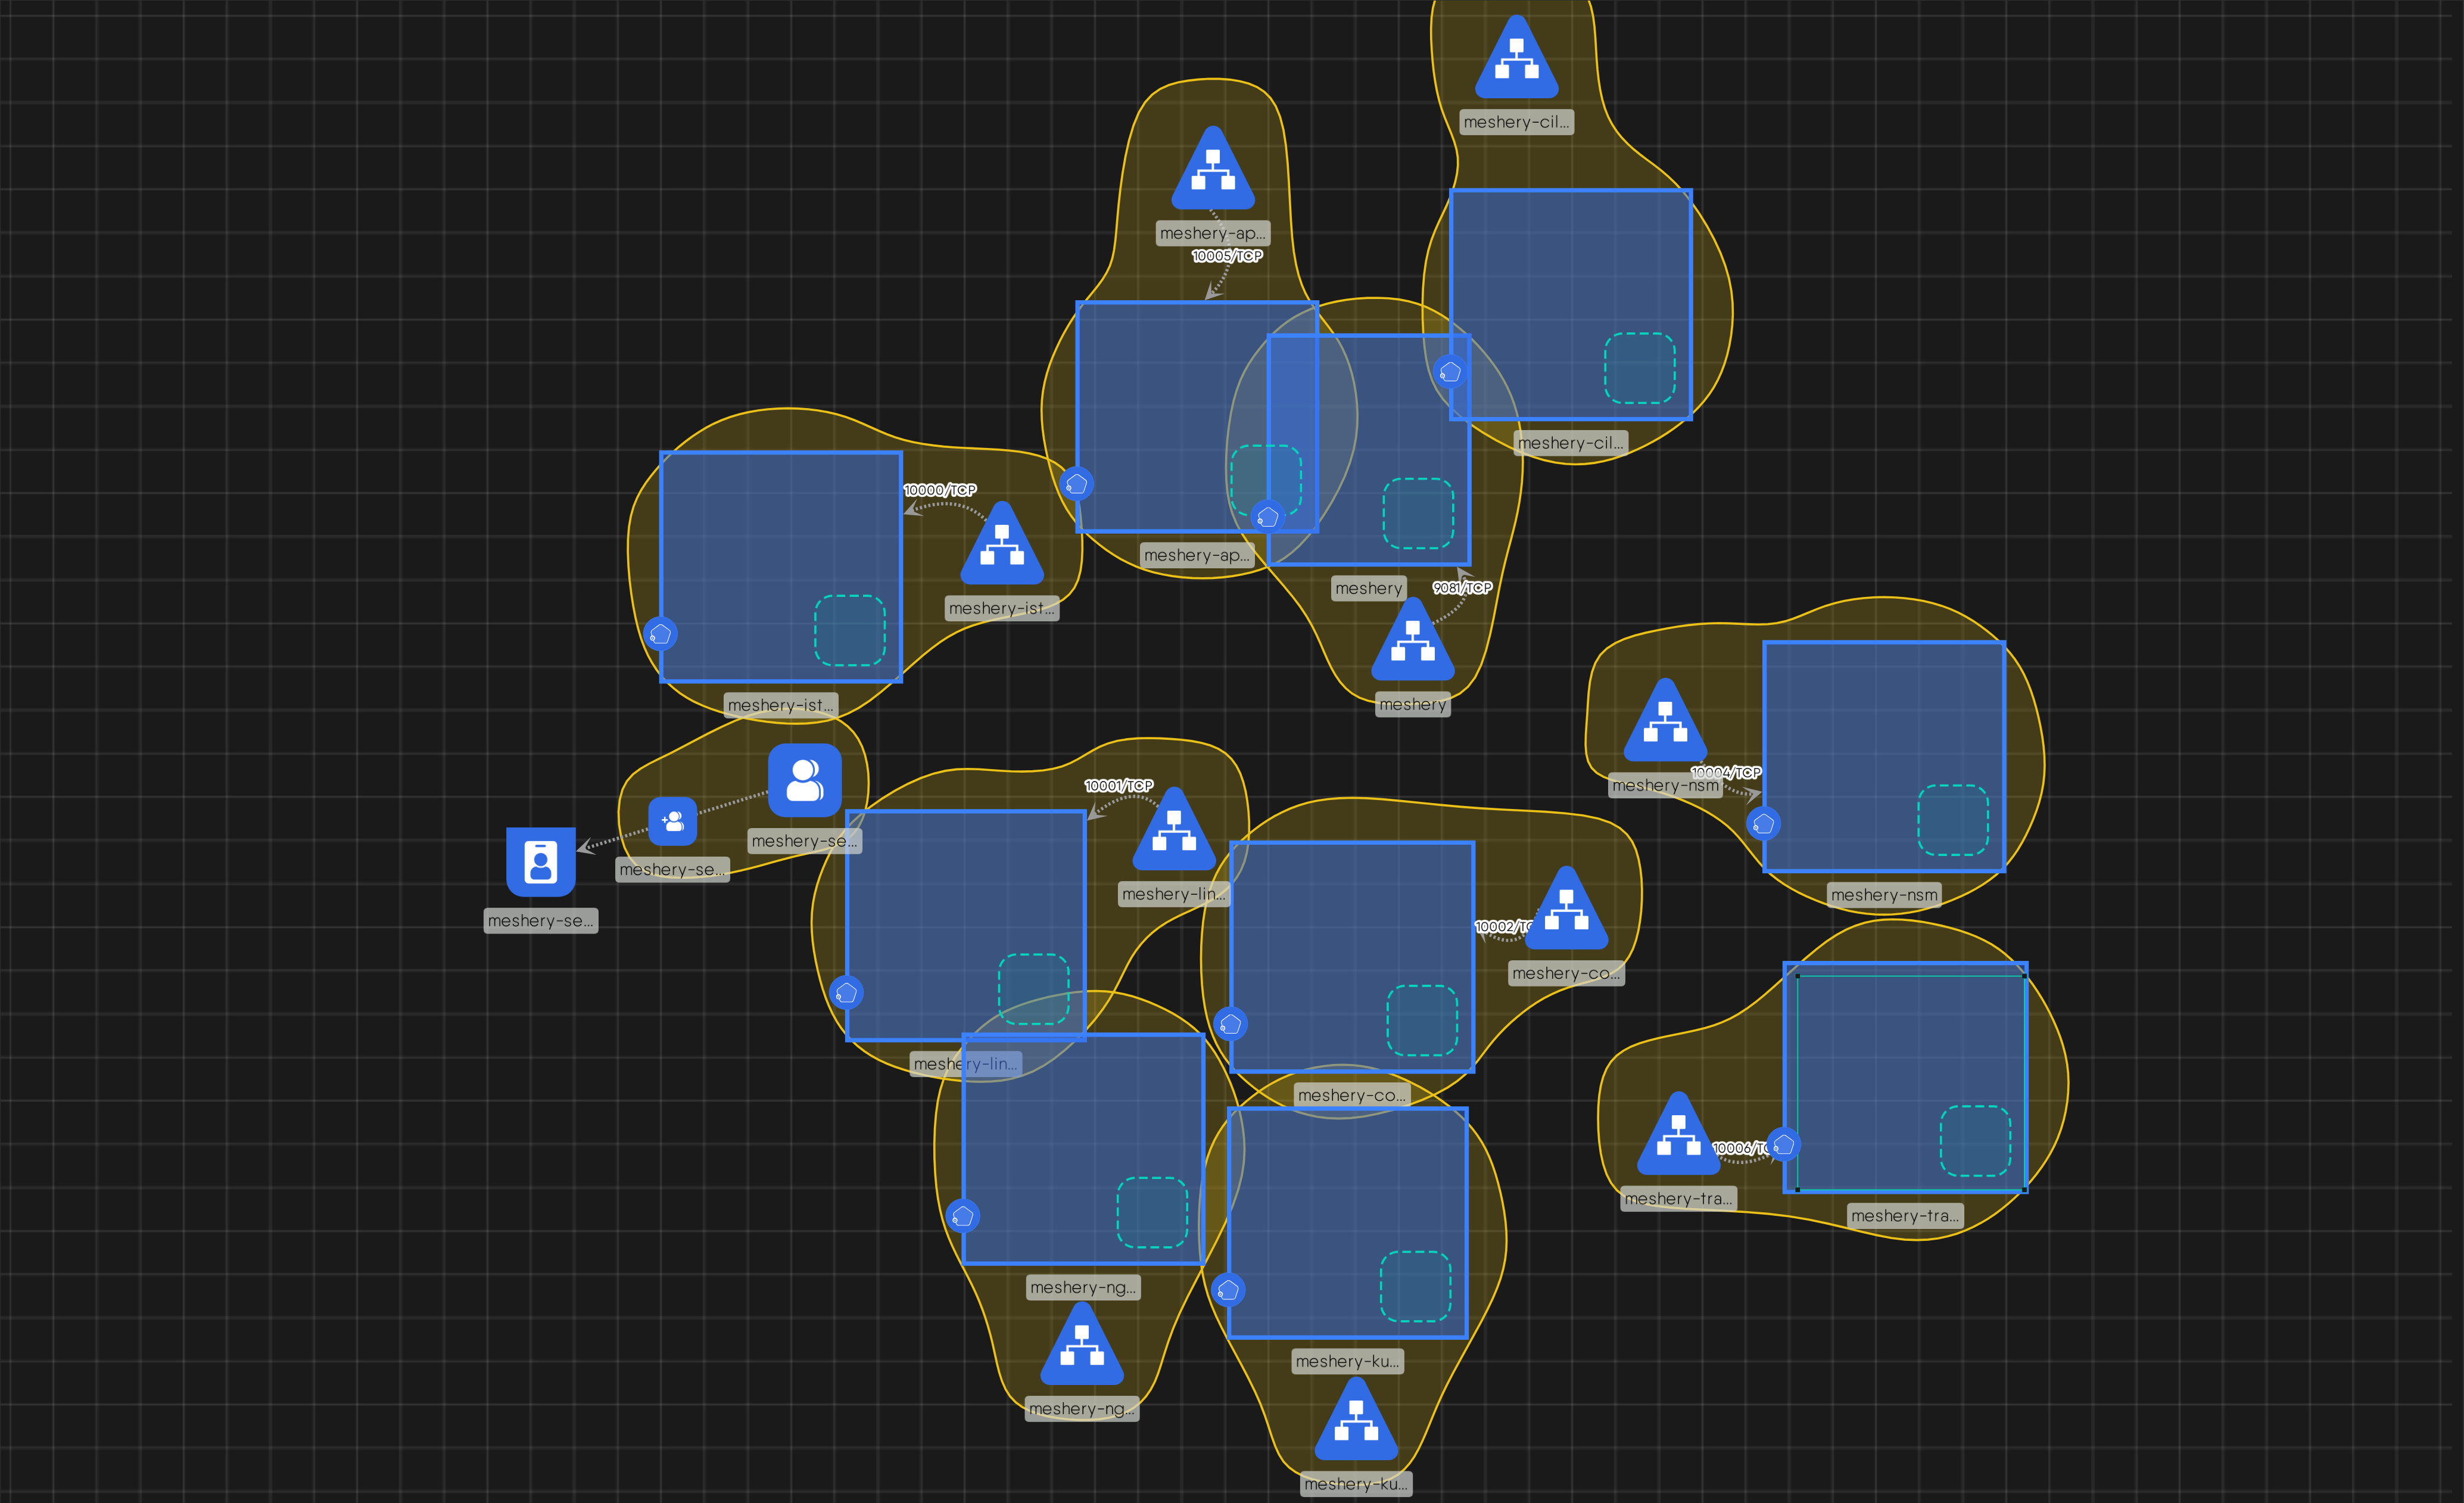 meshery-cil...
meshery-ap...
10005/TCP
meshery-cil...
10000/TCP
meshery-ap...
meshery
9081/TCP
meshery-ist...
meshery-ist...
meshery
10004/TCP
meshery-nsm
10001/TCP
meshery-se...
meshery-se...
meshery-se...
meshery-lin...
meshery-nsm
10002/TC
meshery-co...
meshery-lin...
meshery-co...
10006/TC
meshery-tra...
meshery-tra...
meshery-ng...
meshery-ku...
meshery-ng...
meshery-ku...